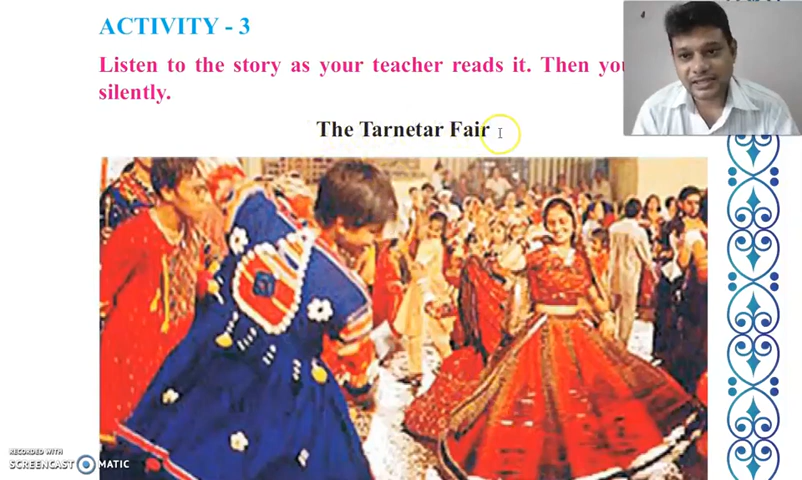 ACTIVITY - 3
Listen to the story as your teacher reads it. Then you
silently.
The Tarnetar Fair
RECORDED WITH
SCREENCAST MATIC